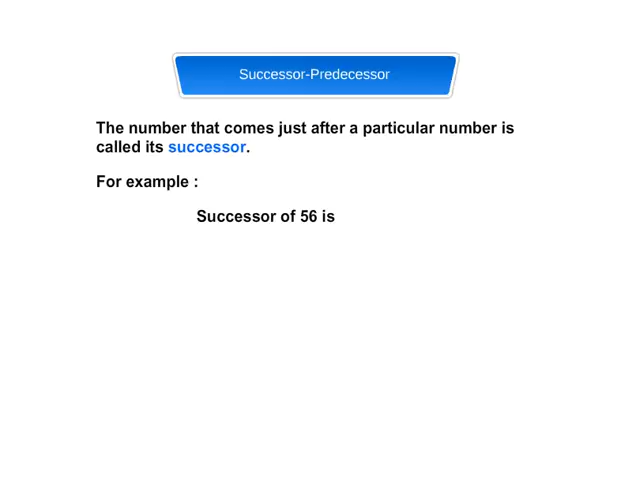 Successor-Predecessor
The number that comes just after a particular number is
called its successor.
For example :
Successor of 56 is